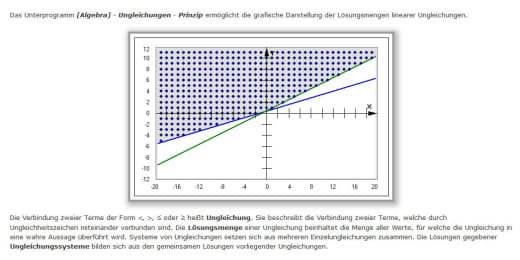 Das Unterprogramm [Algebra] - Ungleichungen - Prinzip ermöglicht die grafische Darstellung der Lösungsmengen linearer Ungleichungen.
12
10
8
6
4
2
0
-2
-4
-6
-8
-10
-12
Y
X
-20 -16 -12 -8 -4 0 4 8 12 16 20
Die Verbindung zweier Terme der Form <, >, ≤ oder ≥ heißt Ungleichung. Sie beschreibt die Verbindung zweier Terme, welche durch
Ungleichheitszeichen miteinander verbunden sind. Die Lösungsmenge einer Ungleichung beinhaltet die Menge aller Werte, für welche die Ungleichung in
eine wahre Aussage überführt wird. Systeme von Ungleichungen setzen sich aus mehreren Einzelungleichungen zusammen. Die Lösungen gegebener
Ungleichungssysteme bilden sich aus den gemeinsamen Lösungen vorliegender Ungleichungen.